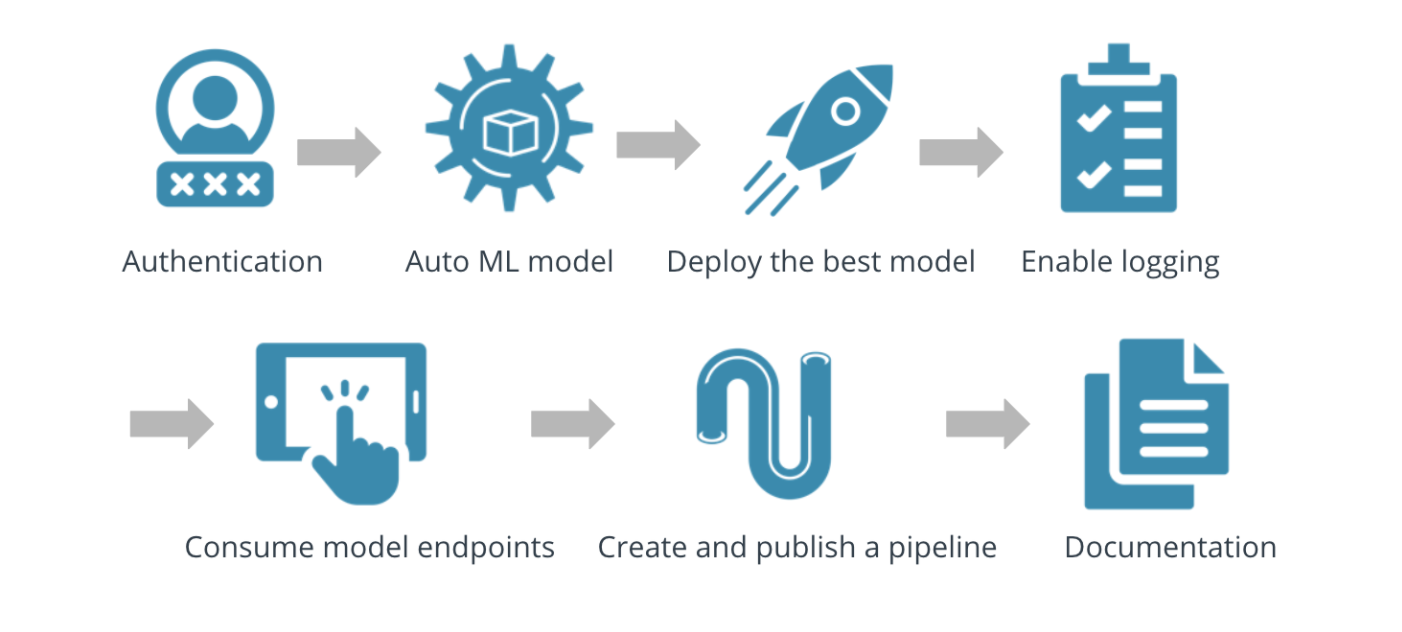 Authentication
Auto ML model
Deploy the best model
Enable logging
Consume model endpoints
Create and publish a pipeline
Documentation